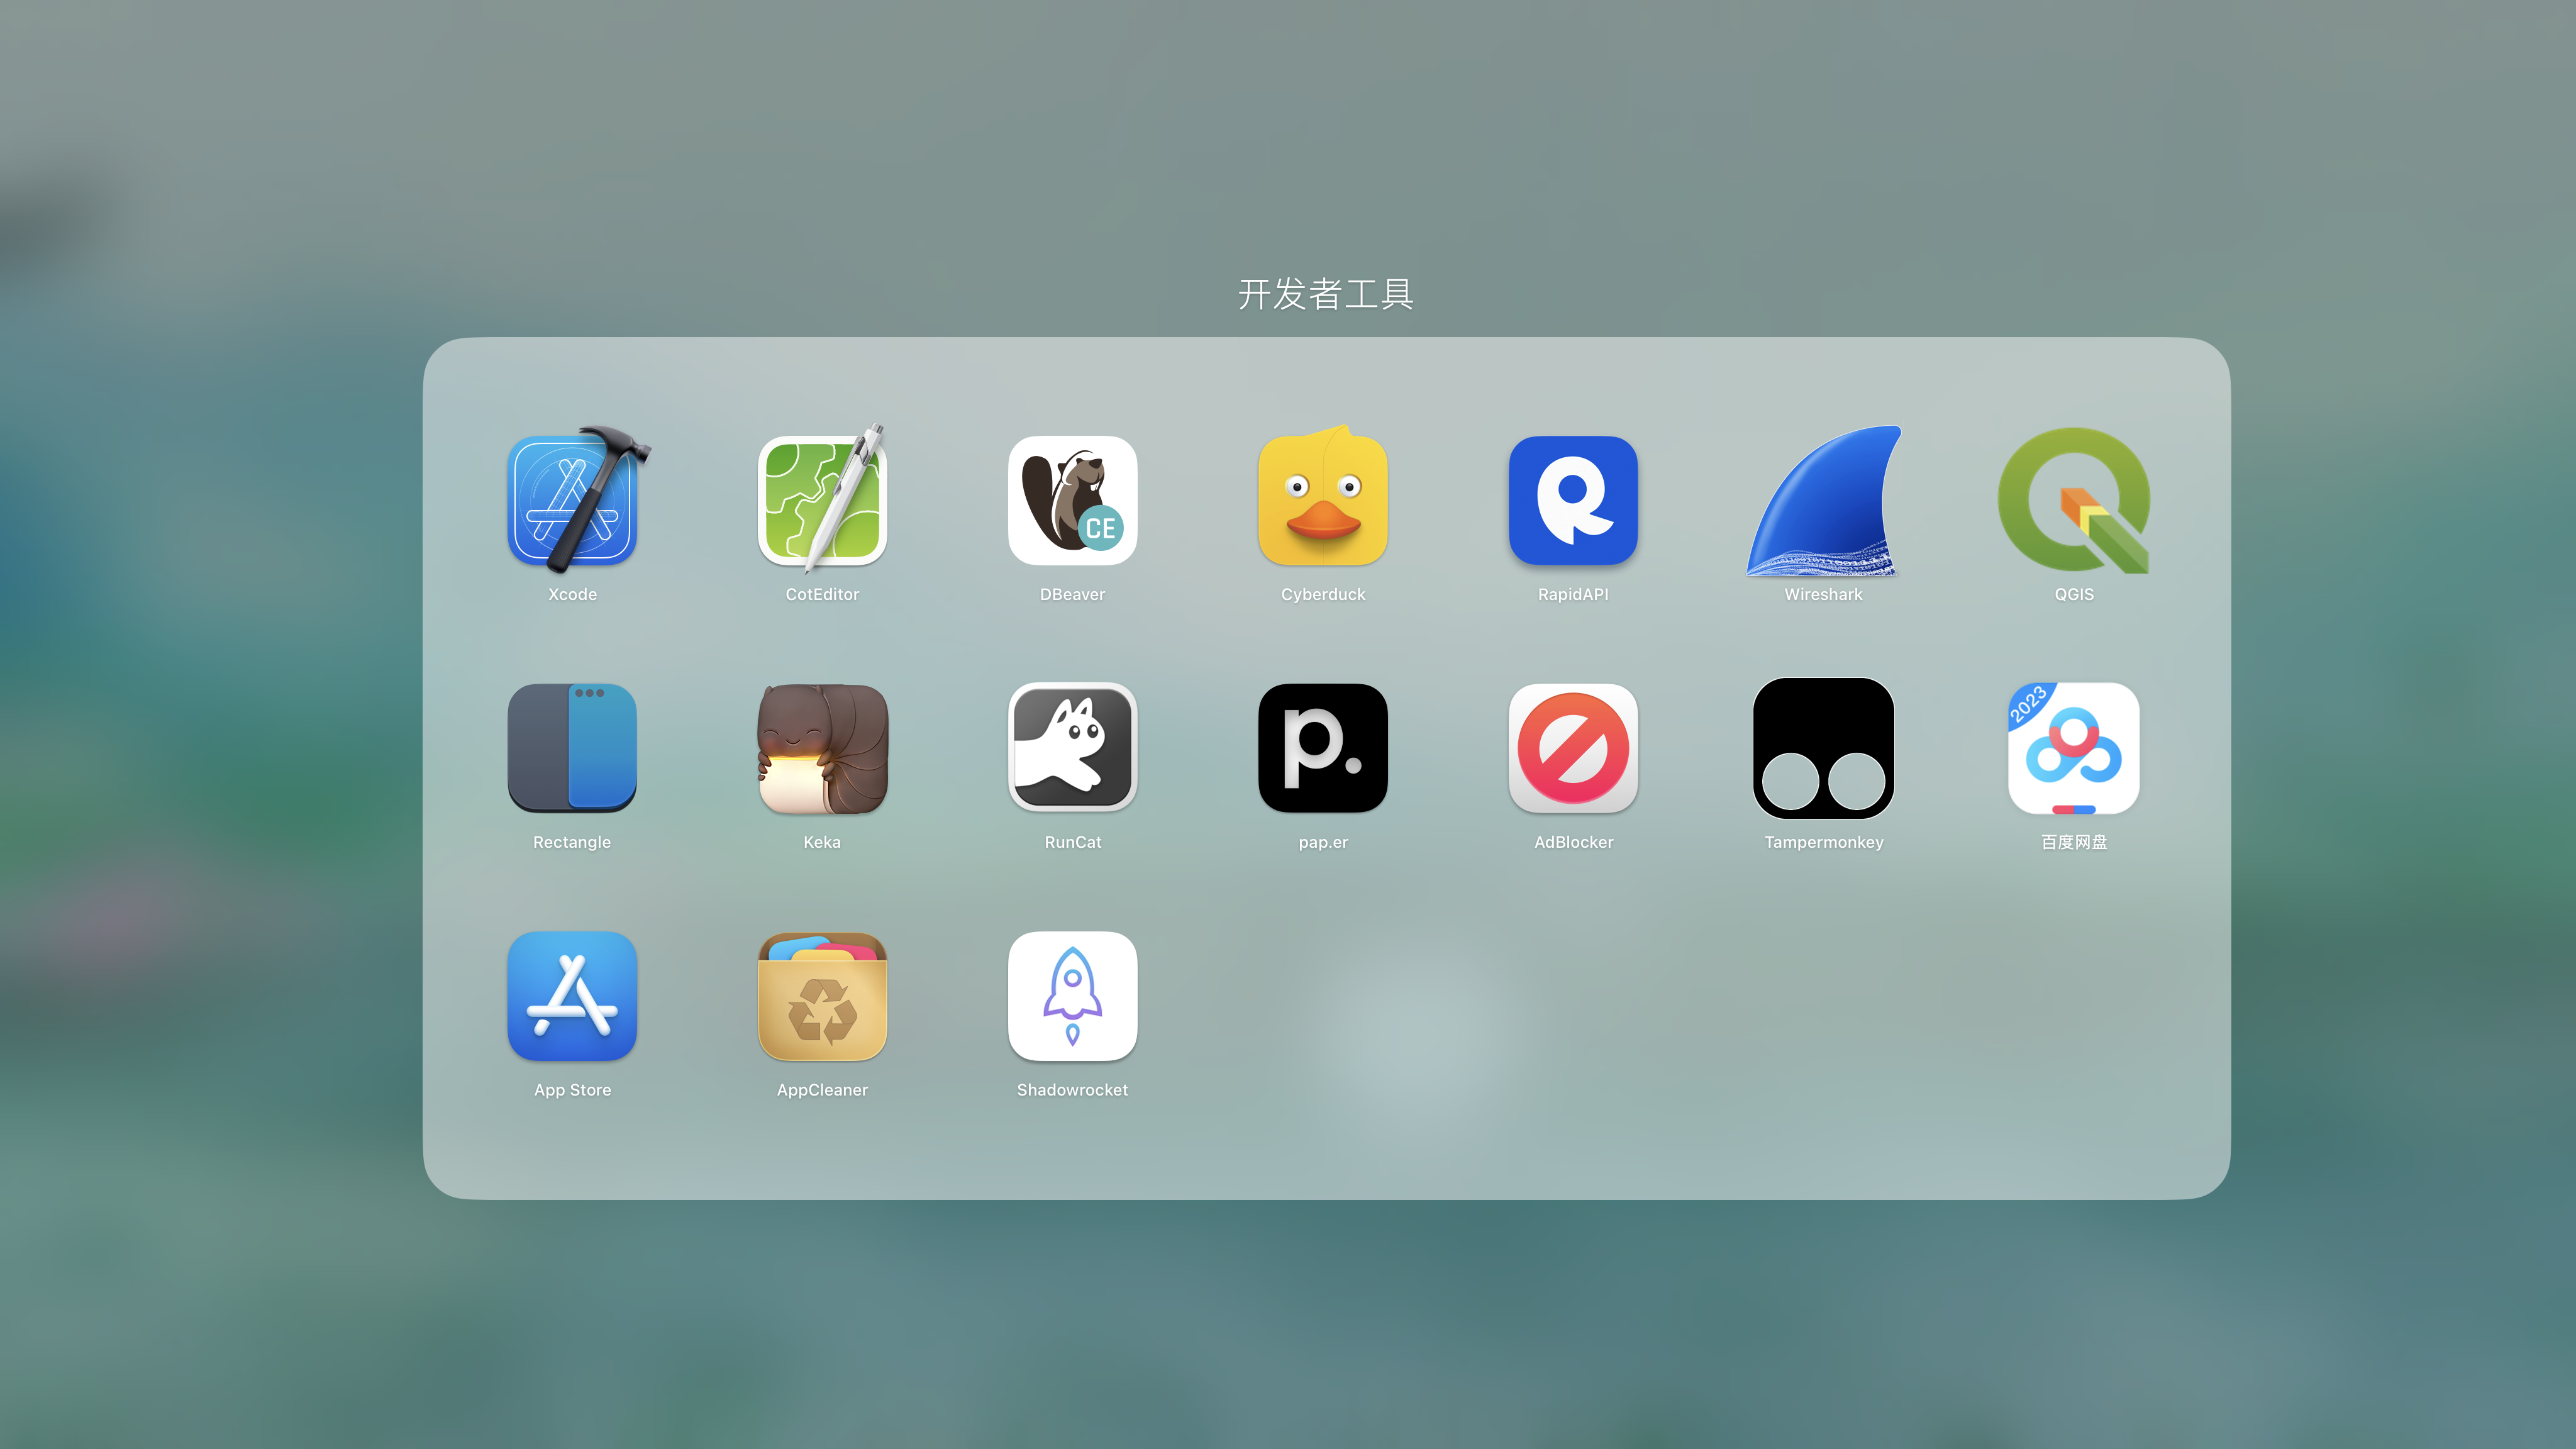 开发者工具
CE
Xcode
CotEditor
DBeaver
Cyberduck
RapidAPI
Wireshark
QGIS
p.
2023
Rectangle
Keka
RunCat
pap.er
AdBlocker
Tampermonkey
百度网盘
App Store
AppCleaner
Shadowrocket